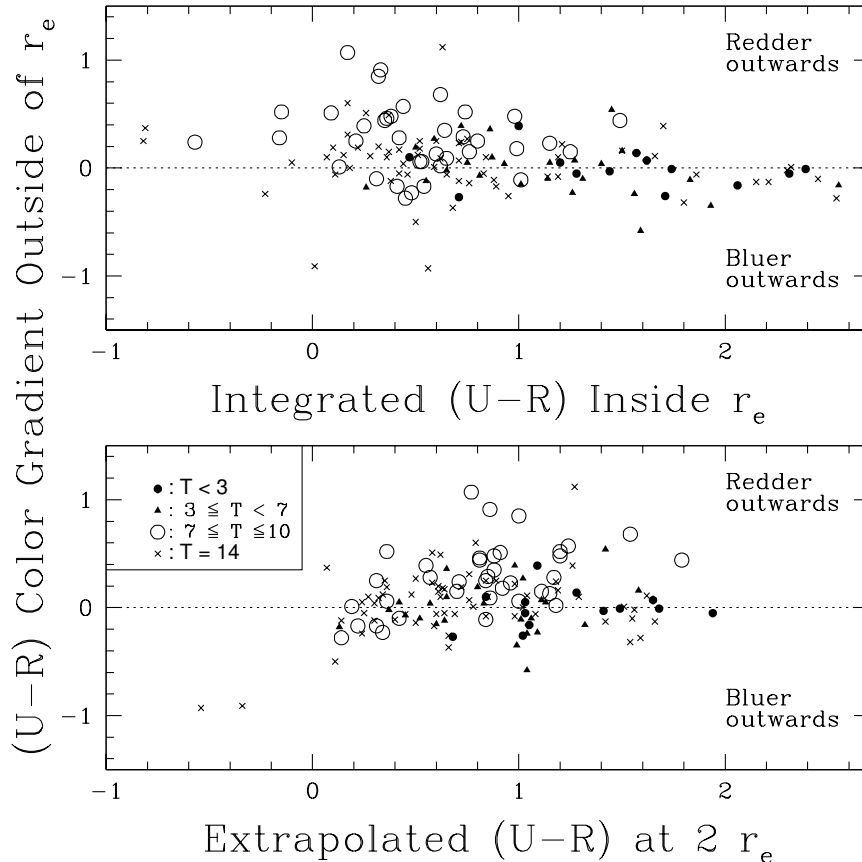 (U−R) Color Gradient Outside of r_e
1
0
−1
Redder
outwards
Bluer
outwards
−1 0 1 2
Integrated (U−R) Inside r_e
1
0
−1
● : T < 3
▲ : 3 ≦ T < 7
○ : 7 ≦ T ≦10
× : T = 14
Redder
outwards
Bluer
outwards
−1 0 1 2
Extrapolated (U−R) at 2 r_e